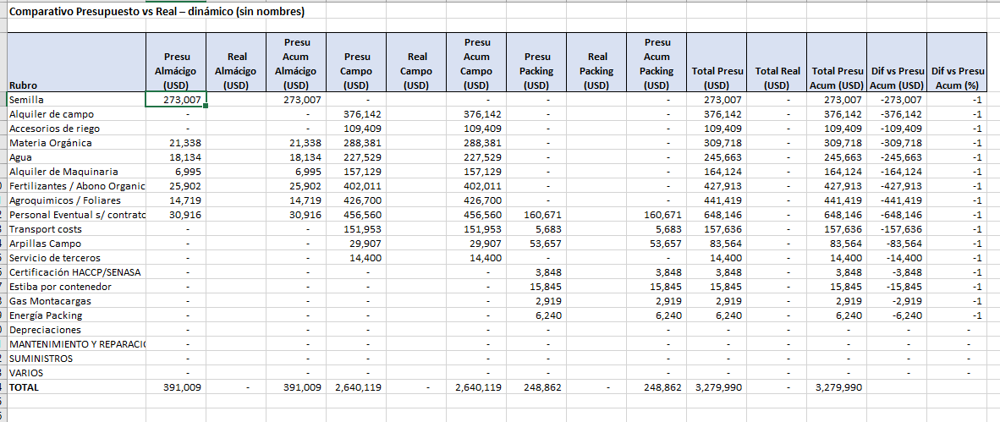 Comparativo Presupuesto vs Real – dinámico (sin nombres)
Rubro Presu Almácigo (USD) Real Almácigo (USD) Presu Acum Almácigo (USD) Presu Campo (USD) Real Campo (USD) Presu Acum Campo (USD) Presu Packing (USD) Real Packing (USD) Presu Acum Packing (USD) Total Presu (USD) Total Real (USD) Total Presu Acum (USD) Dif vs Presu Acum (USD) Dif vs Presu Acum (%)
Semilla 273,007 273,007 - - - - 273,007 - 273,007 -273,007 -1
Alquiler de campo - - 376,142 376,142 - - 376,142 - 376,142 -376,142 -1
Accesorios de riego - - 109,409 109,409 - - 109,409 - 109,409 -109,409 -1
Materia Orgánica 21,338 21,338 288,381 288,381 - - 309,718 - 309,718 -309,718 -1
Agua 18,134 18,134 227,529 227,529 - - 245,663 - 245,663 -245,663 -1
Alquiler de Maquinaria 6,995 6,995 157,129 157,129 - - 164,124 - 164,124 -164,124 -1
Fertilizantes / Abono Organic 25,902 25,902 402,011 402,011 - - 427,913 - 427,913 -427,913 -1
Agroquimicos / Foliares 14,719 14,719 426,700 426,700 - - 441,419 - 441,419 -441,419 -1
Personal Eventual s/ contrato 30,916 30,916 456,560 456,560 160,671 160,671 648,146 - 648,146 -648,146 -1
Transport costs - - 151,953 151,953 5,683 5,683 157,636 - 157,636 -157,636 -1
Arpillas Campo - - 29,907 29,907 53,657 53,657 83,564 - 83,564 -83,564 -1
Servicio de terceros - - 14,400 14,400 - - 14,400 - 14,400 -14,400 -1
Certificación HACCP/SENASA - - - - 3,848 3,848 3,848 - 3,848 -3,848 -1
Estiba por contenedor - - - - 15,845 15,845 15,845 - 15,845 -15,845 -1
Gas Montacargas - - - - 2,919 2,919 2,919 - 2,919 -2,919 -1
Energía Packing - - - - 6,240 6,240 6,240 - 6,240 -6,240 -1
Depreciaciones - - - - - - - - - - -
MANTENIMIENTO Y REPARACIO - - - - - - - - - - -
SUMINISTROS - - - - - - - - - - -
VARIOS - - - - - - - - - - -
TOTAL 391,009 - 391,009 2,640,119 - 2,640,119 248,862 - 248,862 3,279,990 - 3,279,990